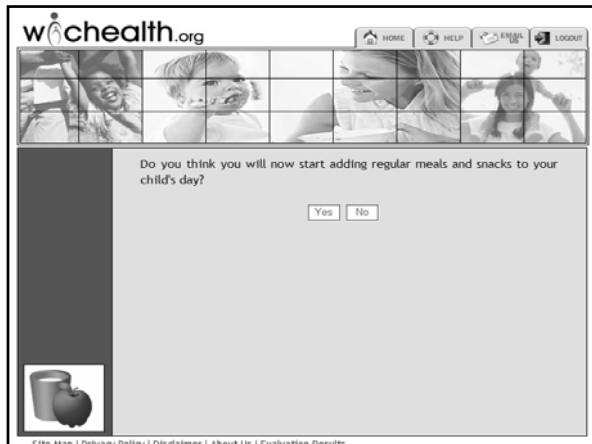 wichealth.org
HOME
HELP
EMAIL US
LOGOUT
Do you think you will now start adding regular meals and snacks to your
child's day?
Yes No
Site Map | Privacy Policy | Disclaimer | About Us | Evaluation Results